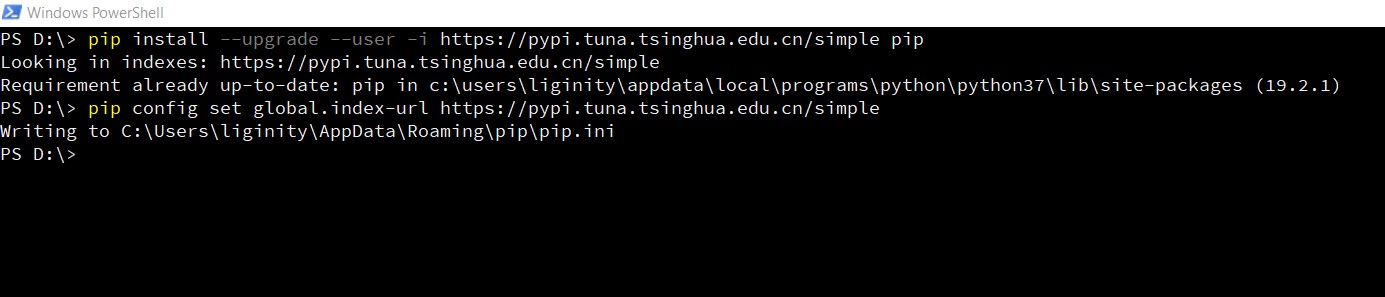 Windows PowerShell
PS D:\> pip install --upgrade --user -i https://pypi.tuna.tsinghua.edu.cn/simple pip
Looking in indexes: https://pypi.tuna.tsinghua.edu.cn/simple
Requirement already up-to-date: pip in c:\users\liginity\appdata\local\programs\python\python37\lib\site-packages (19.2.1)
PS D:\> pip config set global.index-url https://pypi.tuna.tsinghua.edu.cn/simple
Writing to C:\Users\liginity\AppData\Roaming\pip\pip.ini
PS D:\>